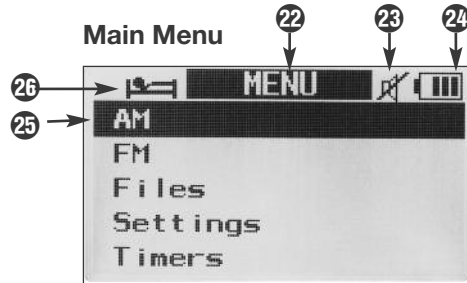 22 23 24
Main Menu
26 MENU
25 AM
FM
Files
Settings
Timers